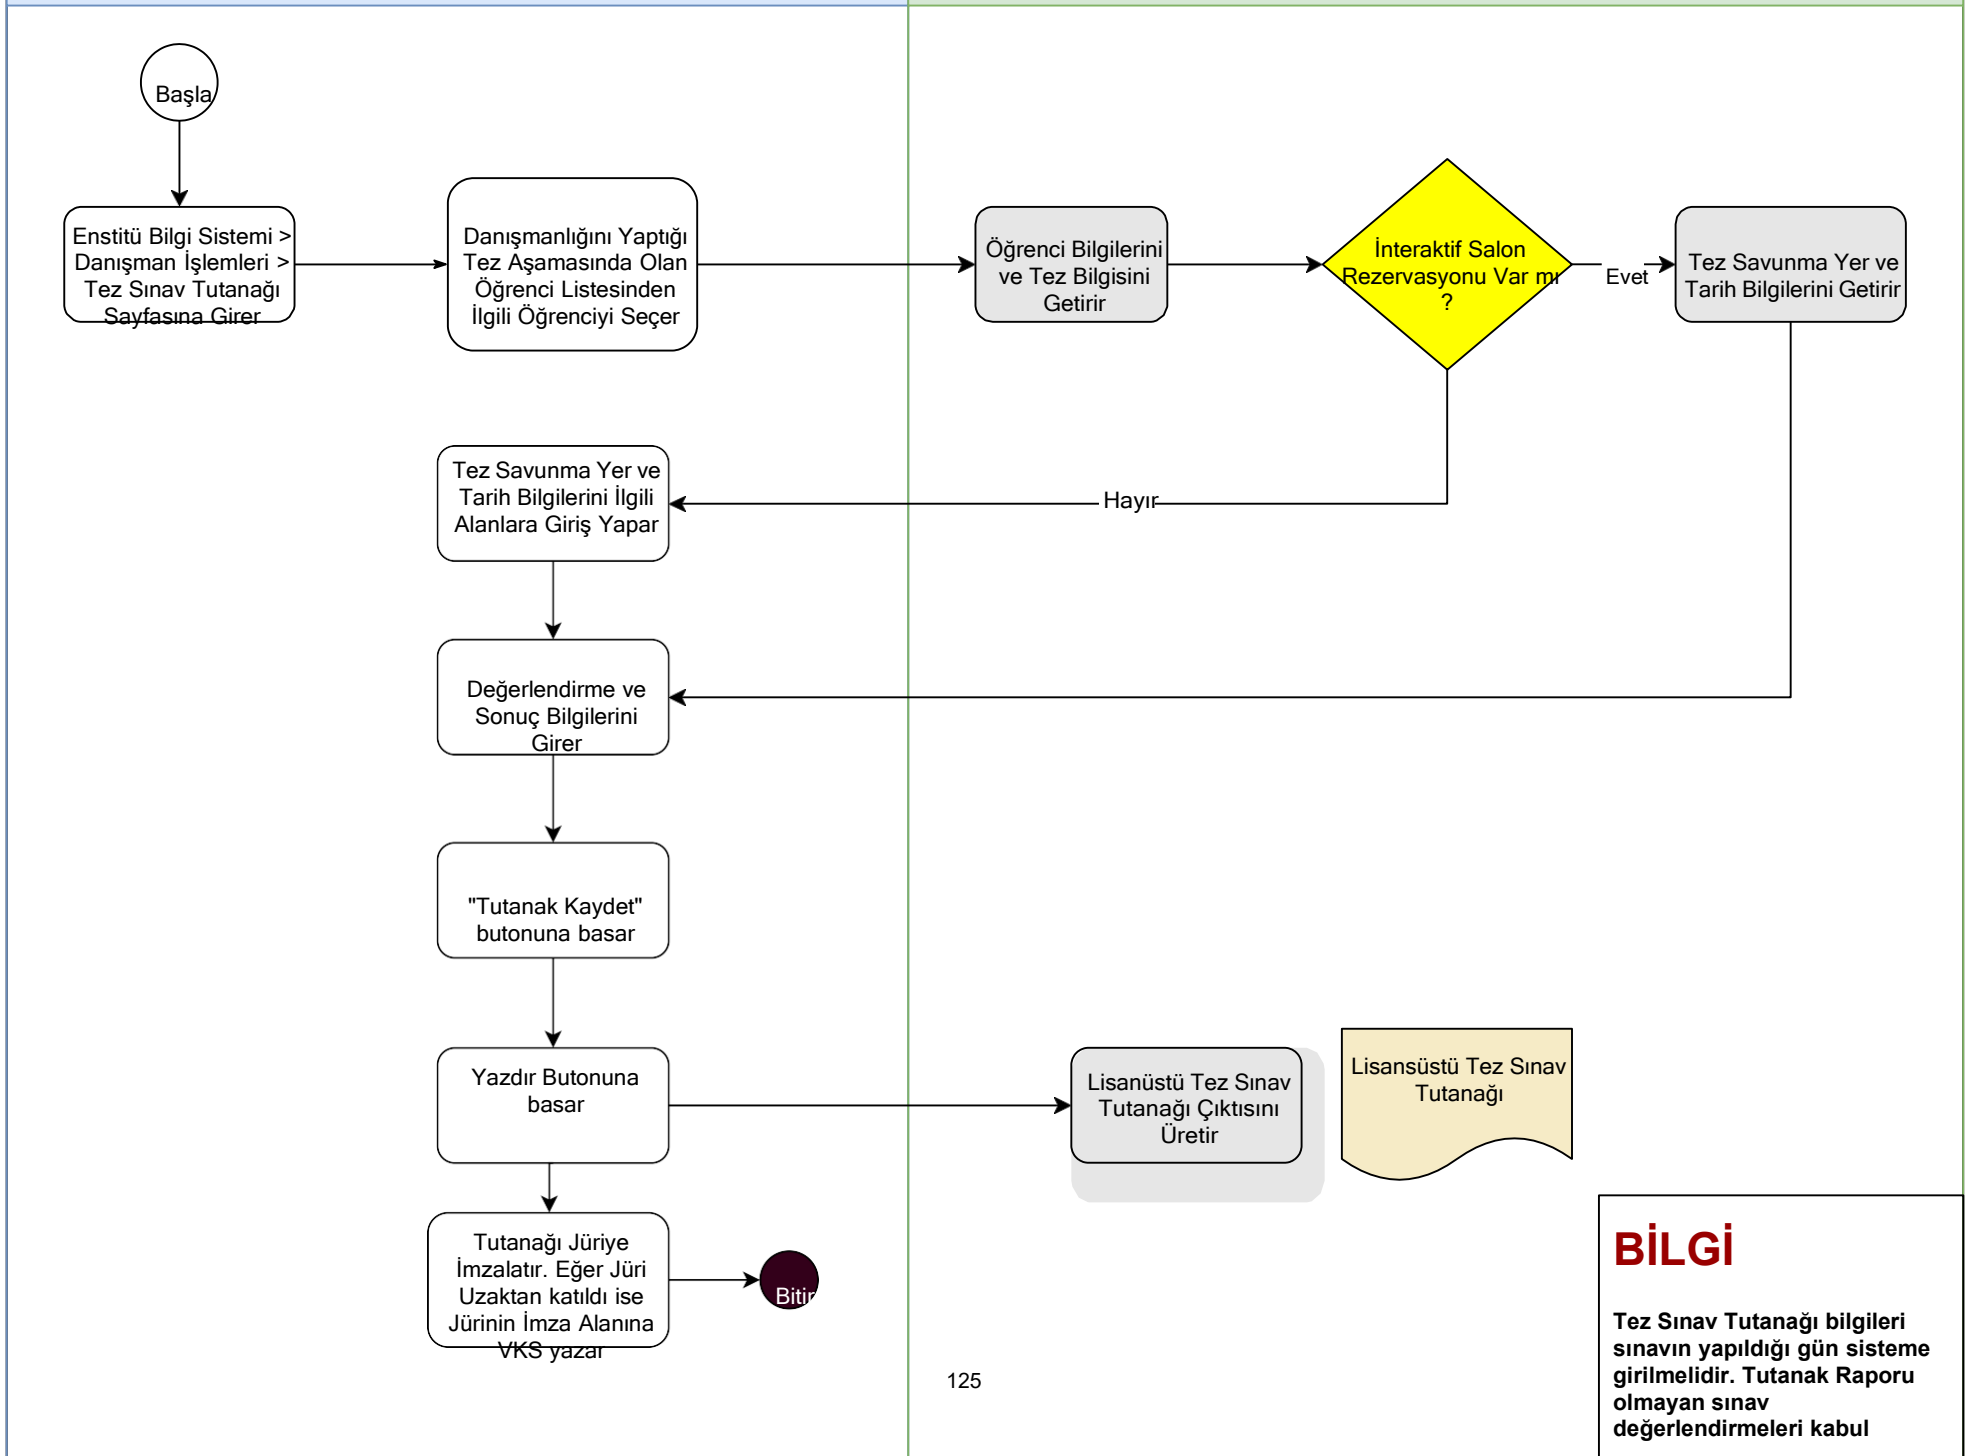 Başla
Enstitü Bilgi Sistemi >
Danışman İşlemleri >
Tez Sınav Tutanağı
Sayfasına Girer
Danışmanlığını Yaptığı
Tez Aşamasında Olan
Öğrenci Listesinden
İlgili Öğrenciyi Seçer
Öğrenci Bilgilerini
ve Tez Bilgisini
Getirir
İnteraktif Salon
Rezervasyonu Var mı
?
Evet
Tez Savunma Yer ve
Tarih Bilgilerini Getirir
Tez Savunma Yer ve
Tarih Bilgilerini İlgili
Alanlara Giriş Yapar
Hayır
Değerlendirme ve
Sonuç Bilgilerini
Girer
"Tutanak Kaydet"
butonuna basar
Yazdır Butonuna
basar
Lisanüstü Tez Sınav
Tutanağı Çıktısını
Üretir
Lisansüstü Tez Sınav
Tutanağı
Tutanağı Jüriye
İmzalatır. Eğer Jüri
Uzaktan katıldı ise
Jürinin İmza Alanına
VKS yazar
Bitir
BİLGİ
Tez Sınav Tutanağı bilgileri
sınavın yapıldığı gün sisteme
girilmelidir. Tutanak Raporu
olmayan sınav
değerlendirmeleri kabul
125